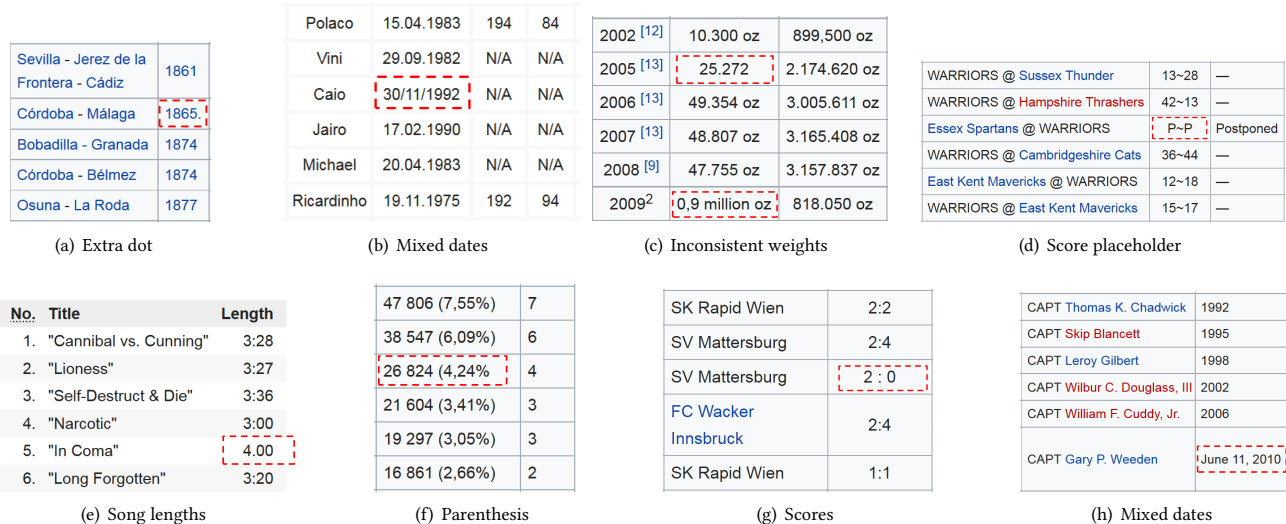 Sevilla - Jerez de la
Frontera - Cádiz 1861
Córdoba - Málaga 1865.
Bobadilla - Granada 1874
Córdoba - Bélmez 1874
Osuna - La Roda 1877
(a) Extra dot
Polaco 15.04.1983 194 84
Vini 29.09.1982 N/A N/A
Caio 30/11/1992 N/A N/A
Jairo 17.02.1990 N/A N/A
Michael 20.04.1983 N/A N/A
Ricardinho 19.11.1975 192 94
(b) Mixed dates
2002 [12] 10.300 oz 899,500 oz
2005 [13] 25.272 2.174.620 oz
2006 [13] 49.354 oz 3.005.611 oz
2007 [13] 48.807 oz 3.165.408 oz
2008 [9] 47.755 oz 3.157.837 oz
2009² 0,9 million oz 818.050 oz
(c) Inconsistent weights
WARRIORS @ Sussex Thunder 13~28 —
WARRIORS @ Hampshire Thrashers 42~13 —
Essex Spartans @ WARRIORS P~P Postponed
WARRIORS @ Cambridgeshire Cats 36~44 —
East Kent Mavericks @ WARRIORS 12~18 —
WARRIORS @ East Kent Mavericks 15~17 —
(d) Score placeholder
No. Title Length
1. "Cannibal vs. Cunning" 3:28
2. "Lioness" 3:27
3. "Self-Destruct & Die" 3:36
4. "Narcotic" 3:00
5. "In Coma" 4.00
6. "Long Forgotten" 3:20
(e) Song lengths
47 806 (7,55%) 7
38 547 (6,09%) 6
26 824 (4,24% 4
21 604 (3,41%) 3
19 297 (3,05%) 3
16 861 (2,66%) 2
(f) Parenthesis
SK Rapid Wien 2:2
SV Mattersburg 2:4
SV Mattersburg 2 : 0
FC Wacker
Innsbruck 2:4
SK Rapid Wien 1:1
(g) Scores
CAPT Thomas K. Chadwick 1992
CAPT Skip Blancett 1995
CAPT Leroy Gilbert 1998
CAPT Wilbur C. Douglass, III 2002
CAPT William F. Cuddy, Jr. 2006
CAPT Gary P. Weeden June 11, 2010
(h) Mixed dates